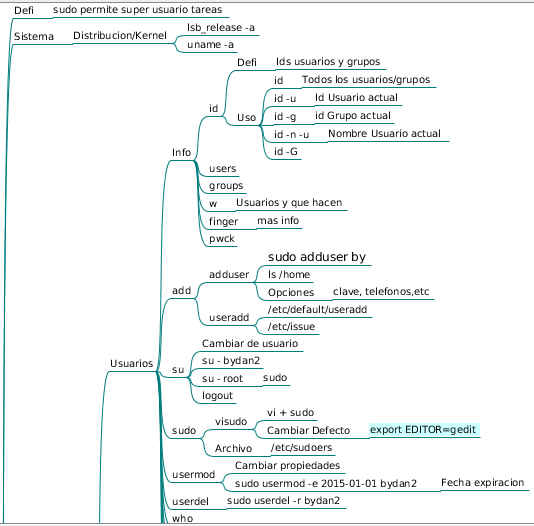 Defi sudo permite super usuario tareas
Sistema Distribucion/Kernel
lsb_release -a
uname -a
Usuarios
Info
id
Defi Ids usuarios y grupos
Uso
id Todos los usuarios/grupos
id -u Id Usuario actual
id -g id Grupo actual
id -n -u Nombre Usuario actual
id -G
users
groups
w Usuarios y que hacen
finger mas info
pwck
add
adduser
sudo adduser by
ls /home
Opciones clave, telefonos,etc
useradd
/etc/default/useradd
/etc/issue
su
Cambiar de usuario
su - bydan2
su - root sudo
logout
sudo
visudo
vi + sudo
Cambiar Defecto export EDITOR=gedit
Archivo /etc/sudoers
usermod
Cambiar propiedades
sudo usermod -e 2015-01-01 bydan2 Fecha expiracion
userdel sudo userdel -r bydan2
who